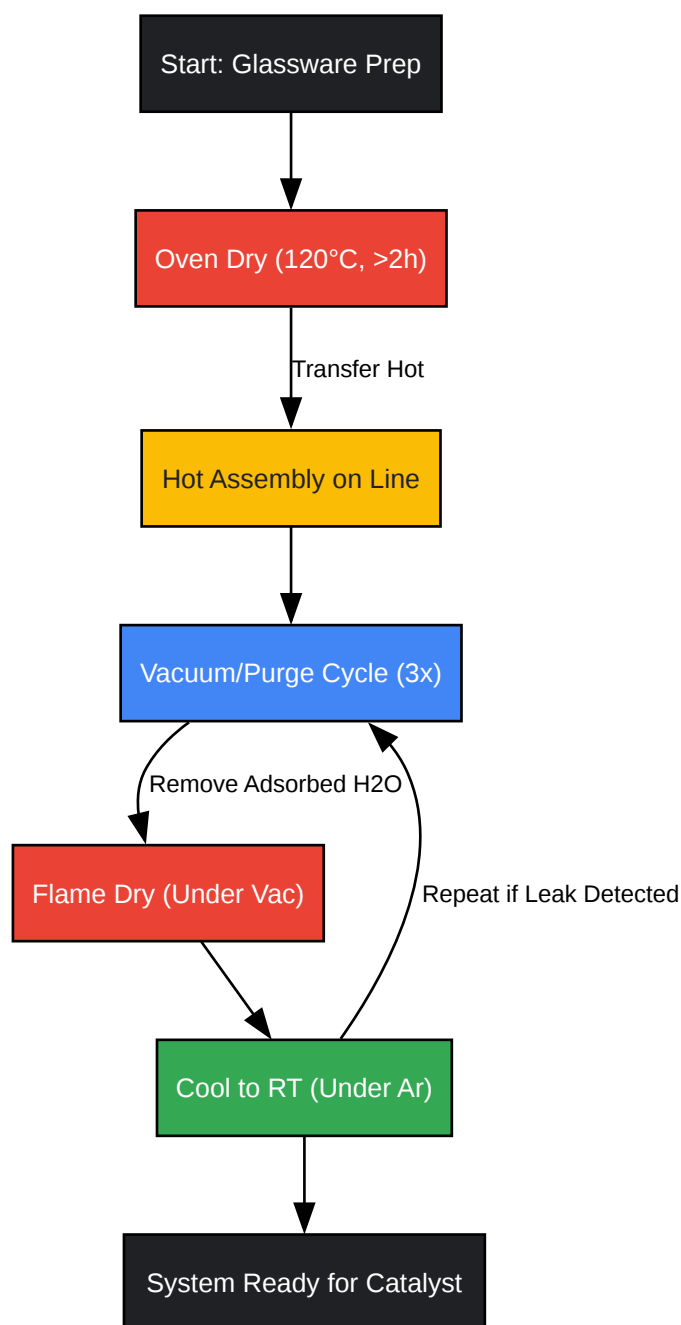 Start: Glassware Prep
Oven Dry (120°C, >2h)
Transfer Hot
Hot Assembly on Line
Vacuum/Purge Cycle (3x)
Remove Adsorbed H2O
Flame Dry (Under Vac)
Repeat if Leak Detected
Cool to RT (Under Ar)
System Ready for Catalyst